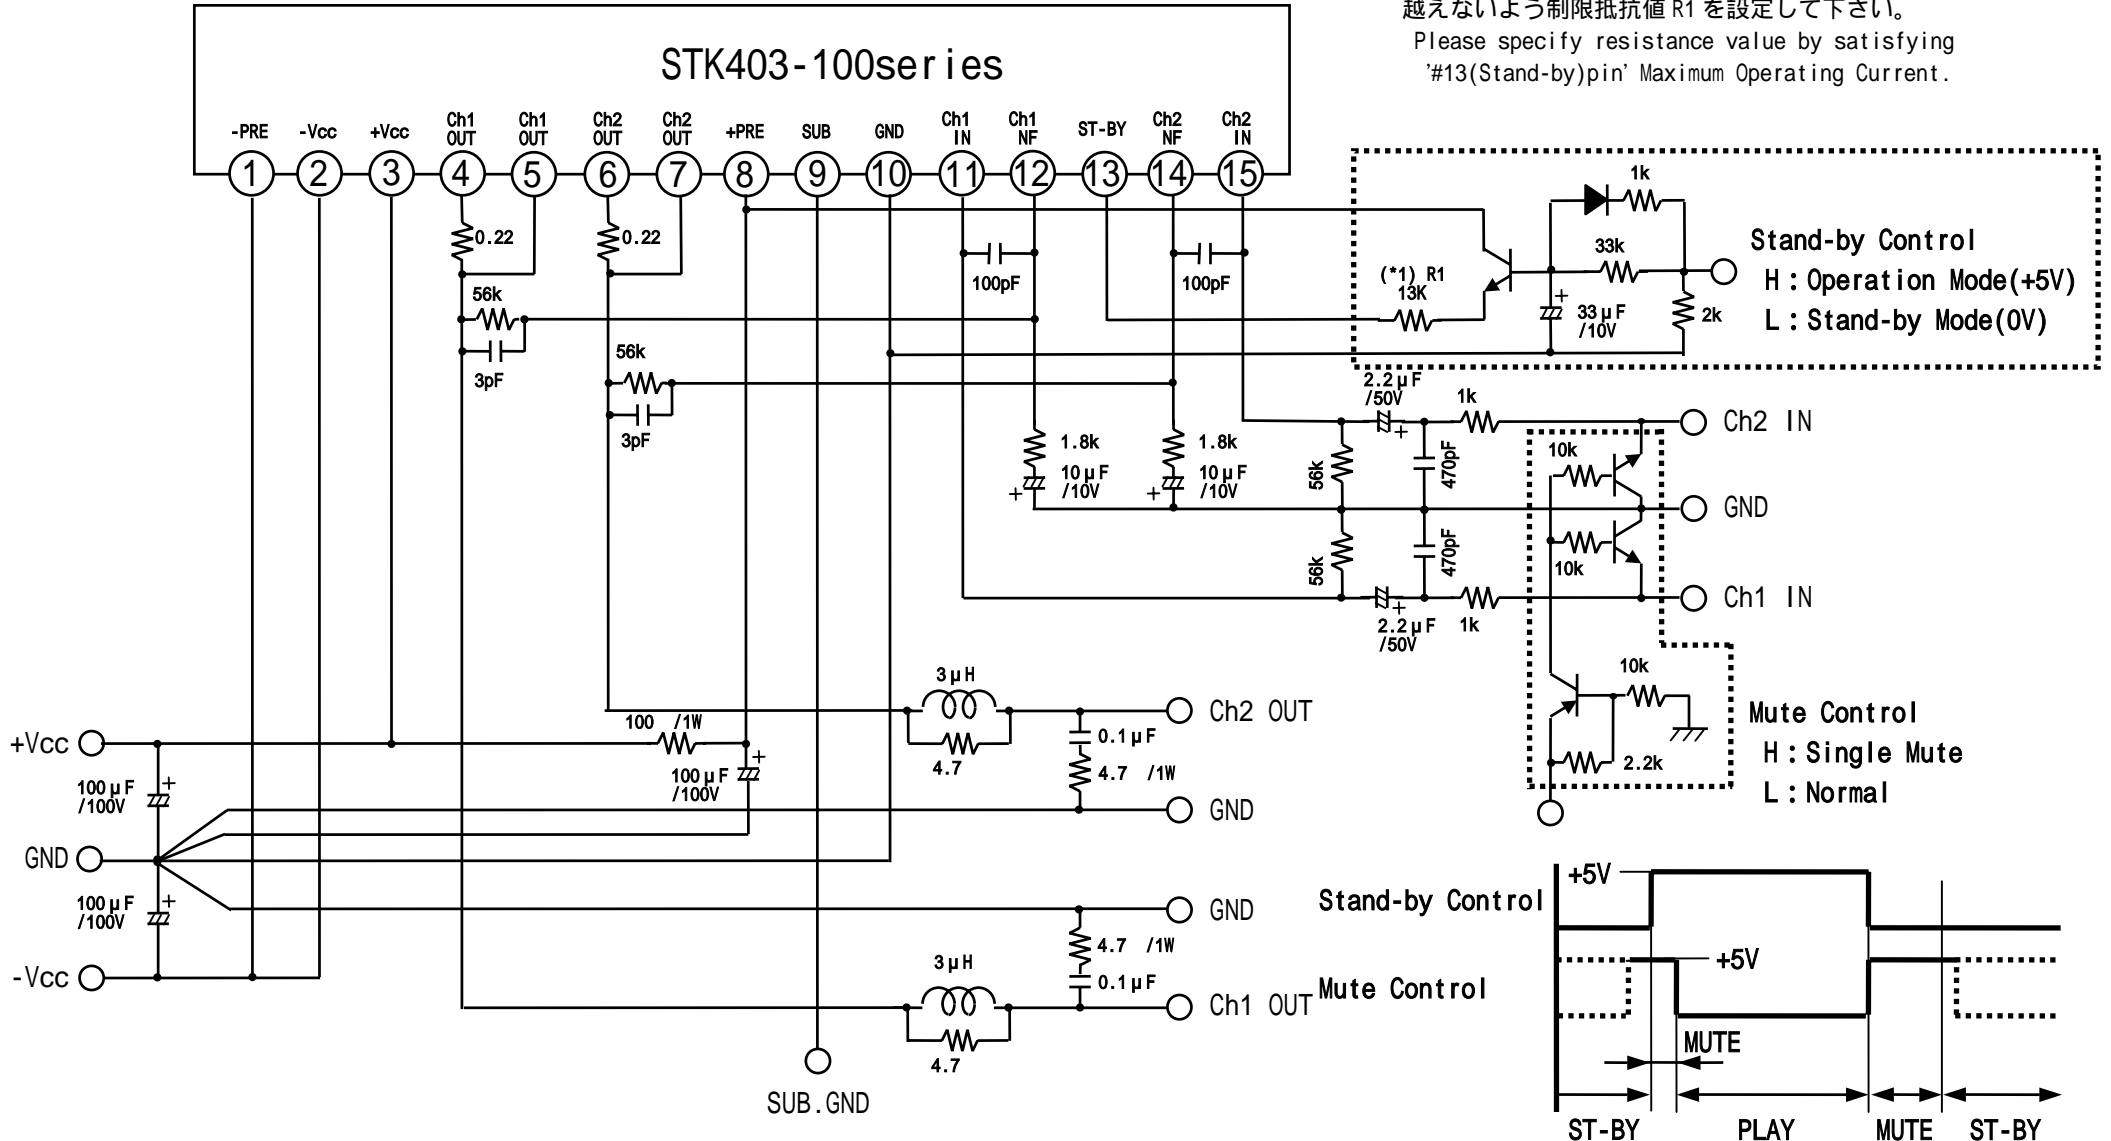 越えないよう制限抵抗値R1を設定して下さい。
Please specify resistance value by satisfying
'#13(Stand-by)pin' Maximum Operating Current.
STK403-100series
-PRE
-Vcc
+Vcc
Ch1
OUT
Ch1
OUT
Ch2
OUT
Ch2
OUT
+PRE
SUB
GND
Ch1
IN
Ch1
NF
ST-BY
Ch2
NF
Ch2
IN
1
2
3
4
5
6
7
8
9
10
11
12
13
14
15
0.22
0.22
100pF
100pF
56k
3pF
56k
3pF
(*1) R1
13K
1k
33k
33μF
/10V
2k
Stand-by Control
H:Operation Mode(+5V)
L:Stand-by Mode(0V)
1.8k
10μF
/10V
1.8k
10μF
/10V
2.2μF
/50V
1k
56k
470pF
56k
470pF
2.2μF
/50V
1k
10k
10k
Ch2 IN
GND
Ch1 IN
10k
2.2k
Mute Control
H:Single Mute
L:Normal
3μH
4.7
Ch2 OUT
0.1μF
4.7 /1W
GND
100 /1W
100μF
/100V
+Vcc
100μF
/100V
GND
100μF
/100V
-Vcc
GND
4.7 /1W
0.1μF
3μH
4.7
Ch1 OUT
SUB.GND
Stand-by Control
+5V
Mute Control
+5V
MUTE
ST-BY
PLAY
MUTE
ST-BY